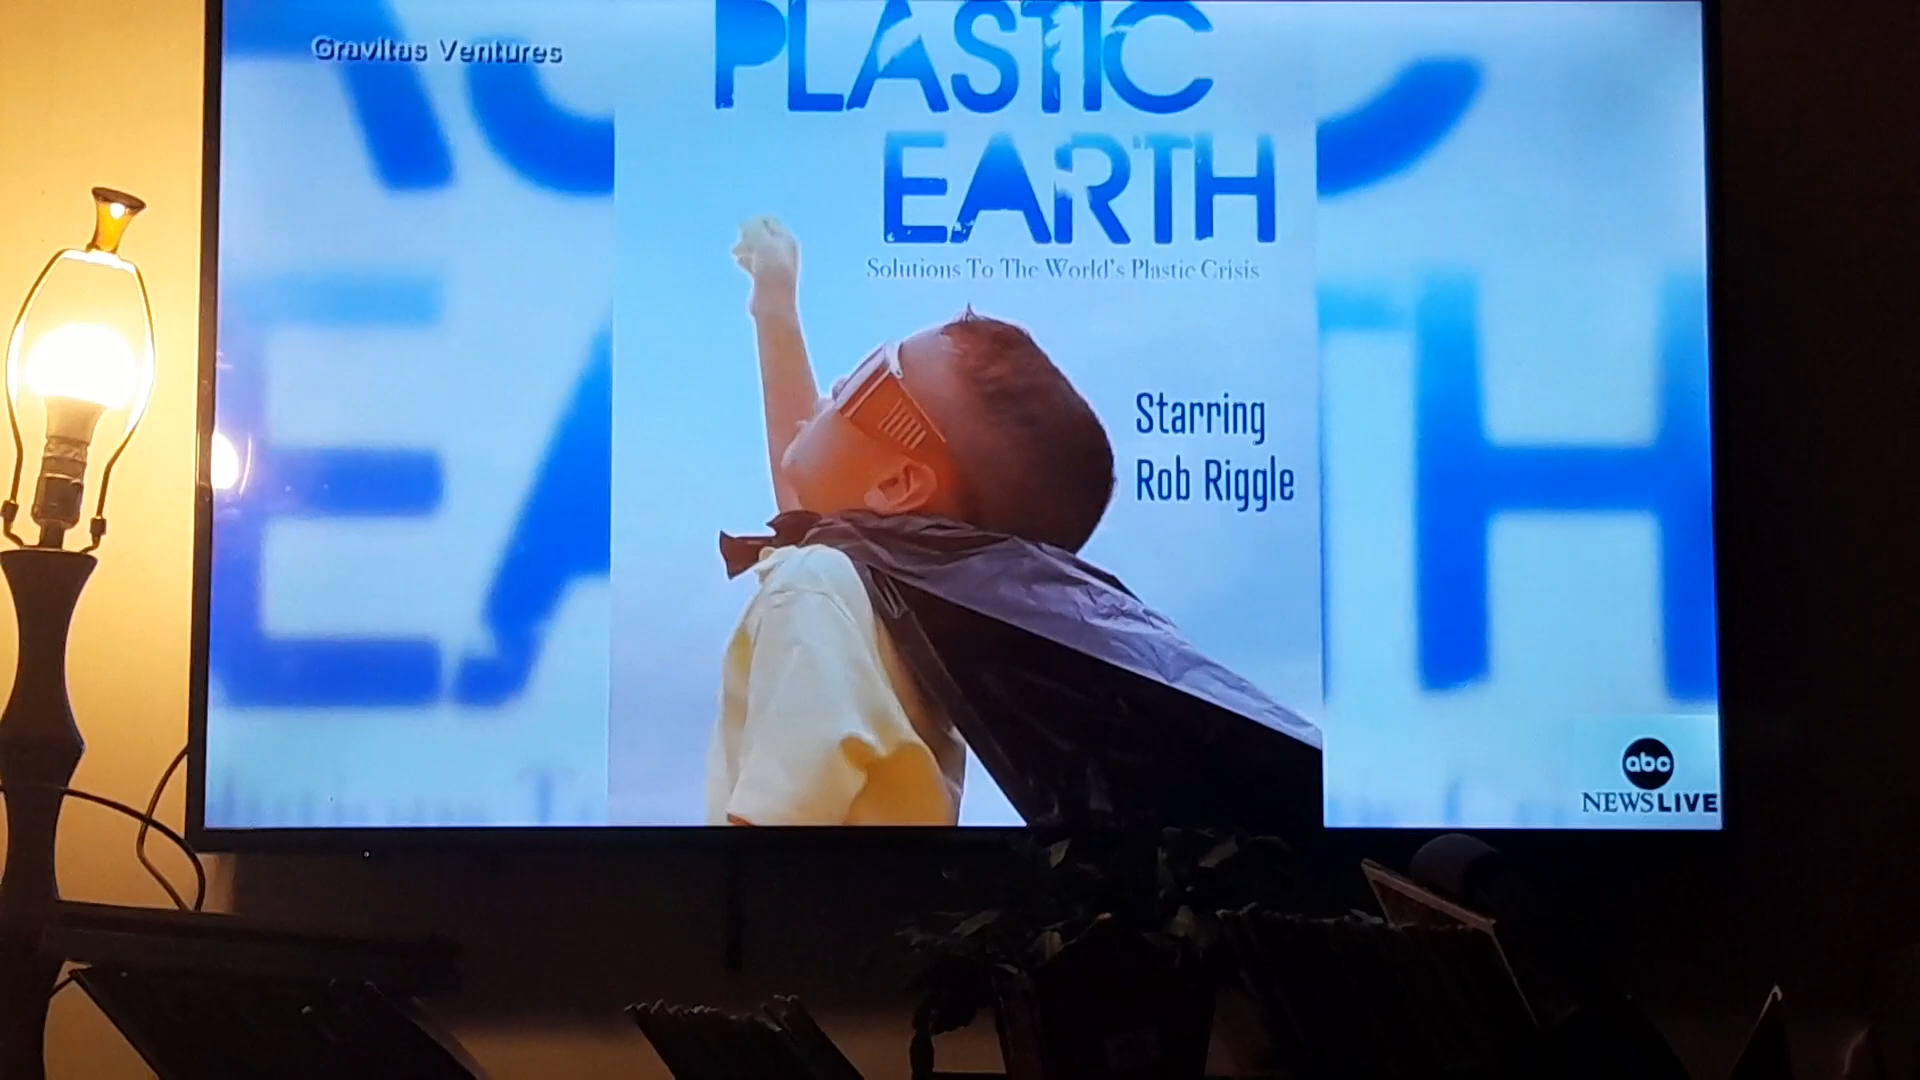 Gravitas Ventures
PLASTIC
EARTH
Solutions To The World's Plastic Crisis
Starring
Rob Riggle
abc
NEWSLIVE